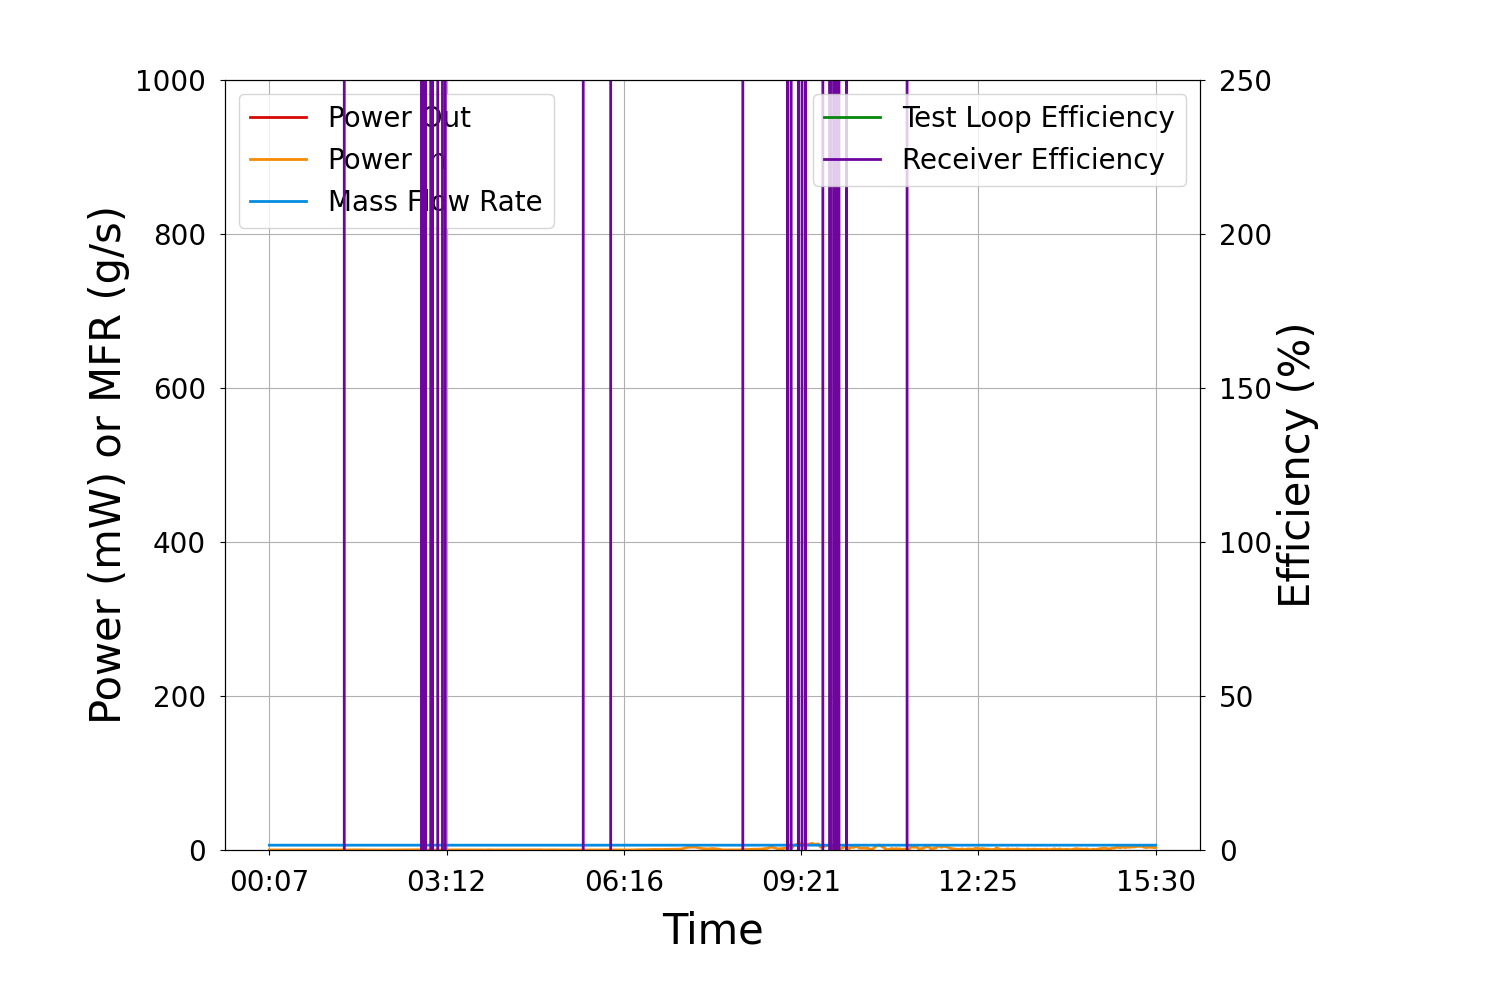 1000
800
600
400
200
0
Power (mW) or MFR (g/s)
Power Out
Power In
Mass Flow Rate
Test Loop Efficiency
Receiver Efficiency
250
200
150
100
50
0
Efficiency (%)
00:07 03:12 06:16 09:21 12:25 15:30
Time